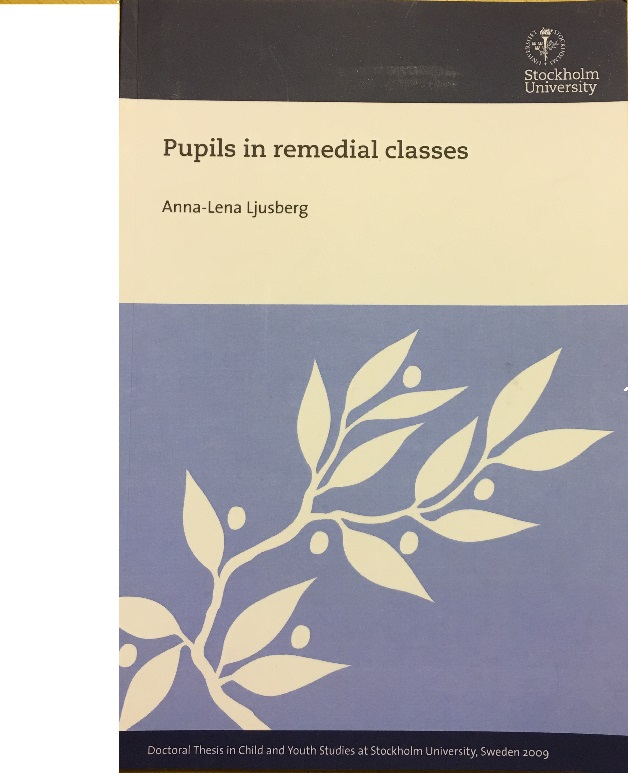 Stockholm
University
Pupils in remedial classes
Anna-Lena Ljusberg
Doctoral Thesis in Child and Youth Studies at Stockholm University, Sweden 2009